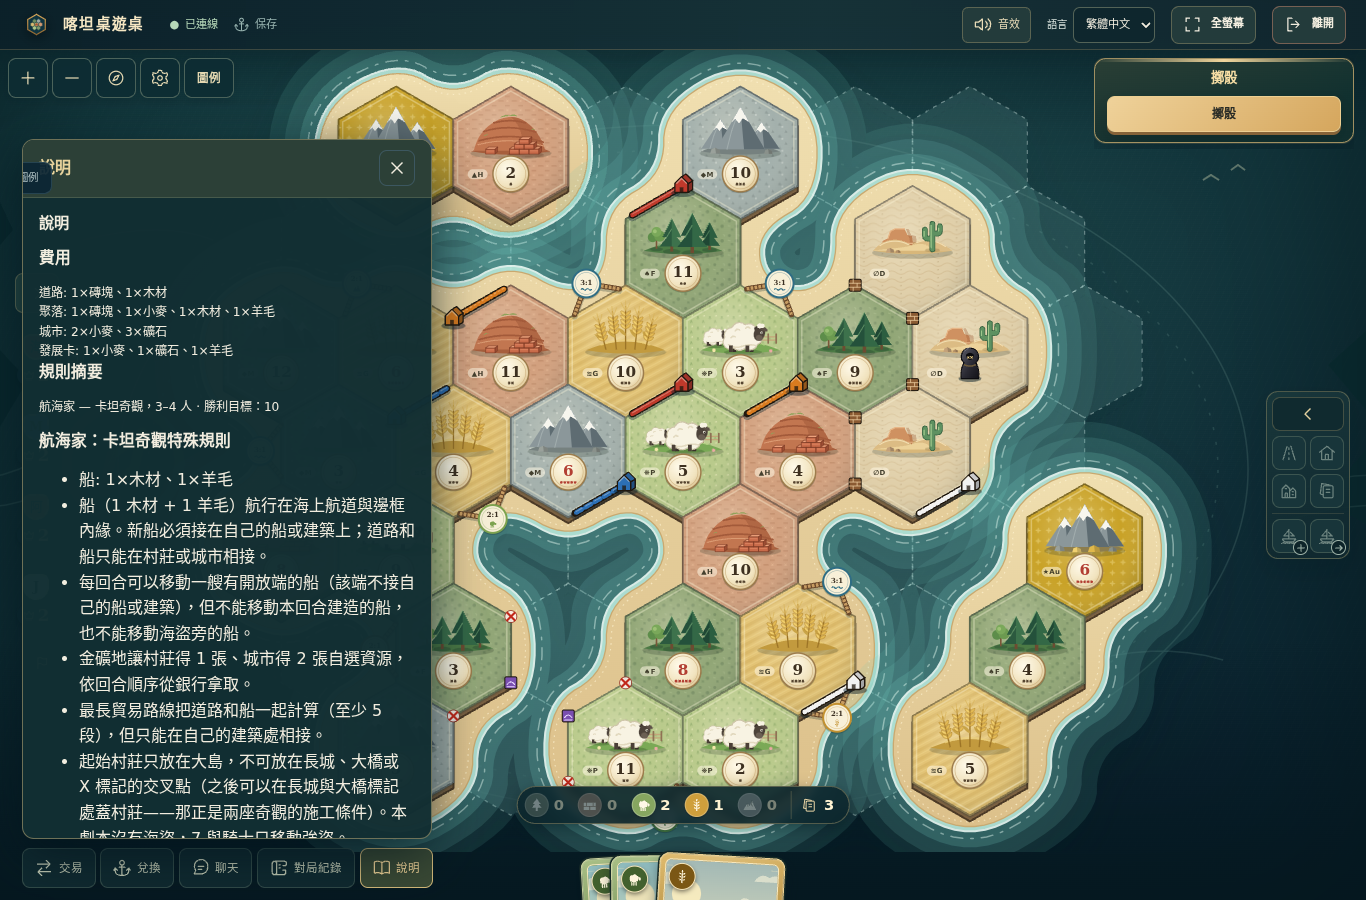 喀坦桌遊桌
已連線
保存
音效
語言
繁體中文
全螢幕
離開
圖例
擲骰
擲骰
說明
圖例
說明
費用
道路: 1×磚塊、1×木材
聚落: 1×磚塊、1×小麥、1×木材、1×羊毛
城市: 2×小麥、3×礦石
發展卡: 1×小麥、1×礦石、1×羊毛
規則摘要
航海家 — 卡坦奇觀，3–4 人 · 勝利目標：10
航海家：卡坦奇觀特殊規則
• 船: 1×木材、1×羊毛
• 船（1 木材 + 1 羊毛）航行在海上航道與邊框
內緣。新船必須接在自己的船或建築上；道路和
船只能在村莊或城市相接。
• 每回合可以移動一艘有開放端的船（該端不接自
己的船或建築），但不能移動本回合建造的船，
也不能移動海盜旁的船。
• 金礦地讓村莊得 1 張、城市得 2 張自選資源，
依回合順序從銀行拿取。
• 最長貿易路線把道路和船一起計算（至少 5
段），但只能在自己的建築處相接。
• 起始村莊只放在大島，不可放在長城、大橋或
X 標記的交叉點（之後可以在長城與大橋標記
處蓋村莊——那正是兩座奇觀的施工條件）。本
劇本沒有海盜，7 與騎士只移動強盜。
▲H 2
◆M 10
♠F 11
∅D
3:1
3:1
▲H 11
≋G 10
❋P 3
♠F 9
∅D
4
◆M 6
❋P 5
▲H 4
∅D
2:1
▲H 10
3:1
★Au 6
3
♠F 8
≋G 9
♠F 4
2:1
❋P 11
❋P 2
≋G 5
0
0
2
1
0
3
交易
兌換
聊天
對局紀錄
說明